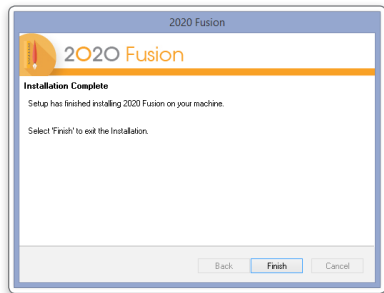 2020 Fusion
2020 Fusion
Installation Complete
Setup has finished installing 2020 Fusion on your machine.
Select 'Finish' to exit the Installation.
Back Finish Cancel